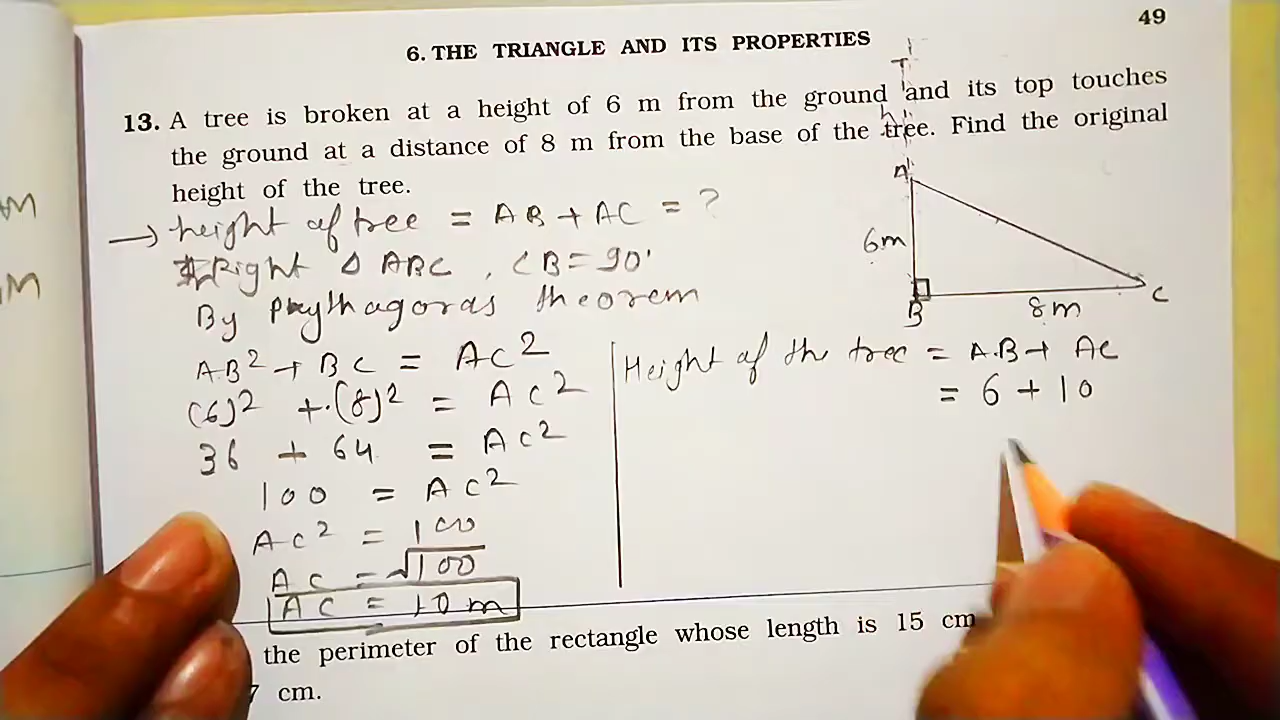 49
6. THE TRIANGLE AND ITS PROPERTIES
13. A tree is broken at a height of 6 m from the ground and its top touches
the ground at a distance of 8 m from the base of the tree. Find the original
height of the tree.
→ height of tree = AB + AC = ?
Right △ ABC, ∠B = 90°
By Phythagoras theorem
AB² + BC = AC²
(6)² + (8)² = AC²
36 + 64 = AC²
100 = AC²
AC² = 100
AC = √100
AC = 10 m
A
6m
B
8m
C
Height of the tree = AB + AC
= 6 + 10
the perimeter of the rectangle whose length is 15 cm
7 cm.